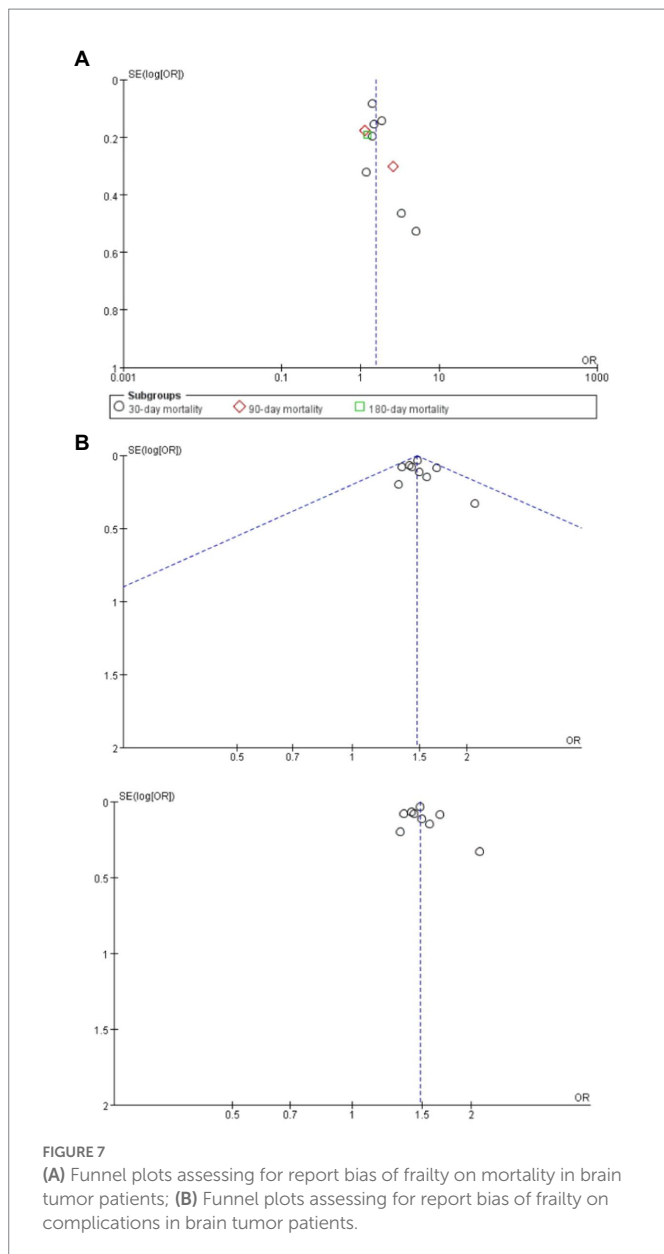 A
SE(log[OR])
0
0.2
0.4
0.6
0.8
1
OR
0.001 0.1 1 10 1000
Subgroups
30-day mortality 90-day mortality 180-day mortality
B
SE(log[OR])
0
0.5
1
1.5
2
OR
0.5 0.7 1 1.5 2
SE(log[OR])
0
0.5
1
1.5
2
OR
0.5 0.7 1 1.5 2
FIGURE 7
(A) Funnel plots assessing for report bias of frailty on mortality in brain
tumor patients; (B) Funnel plots assessing for report bias of frailty on
complications in brain tumor patients.